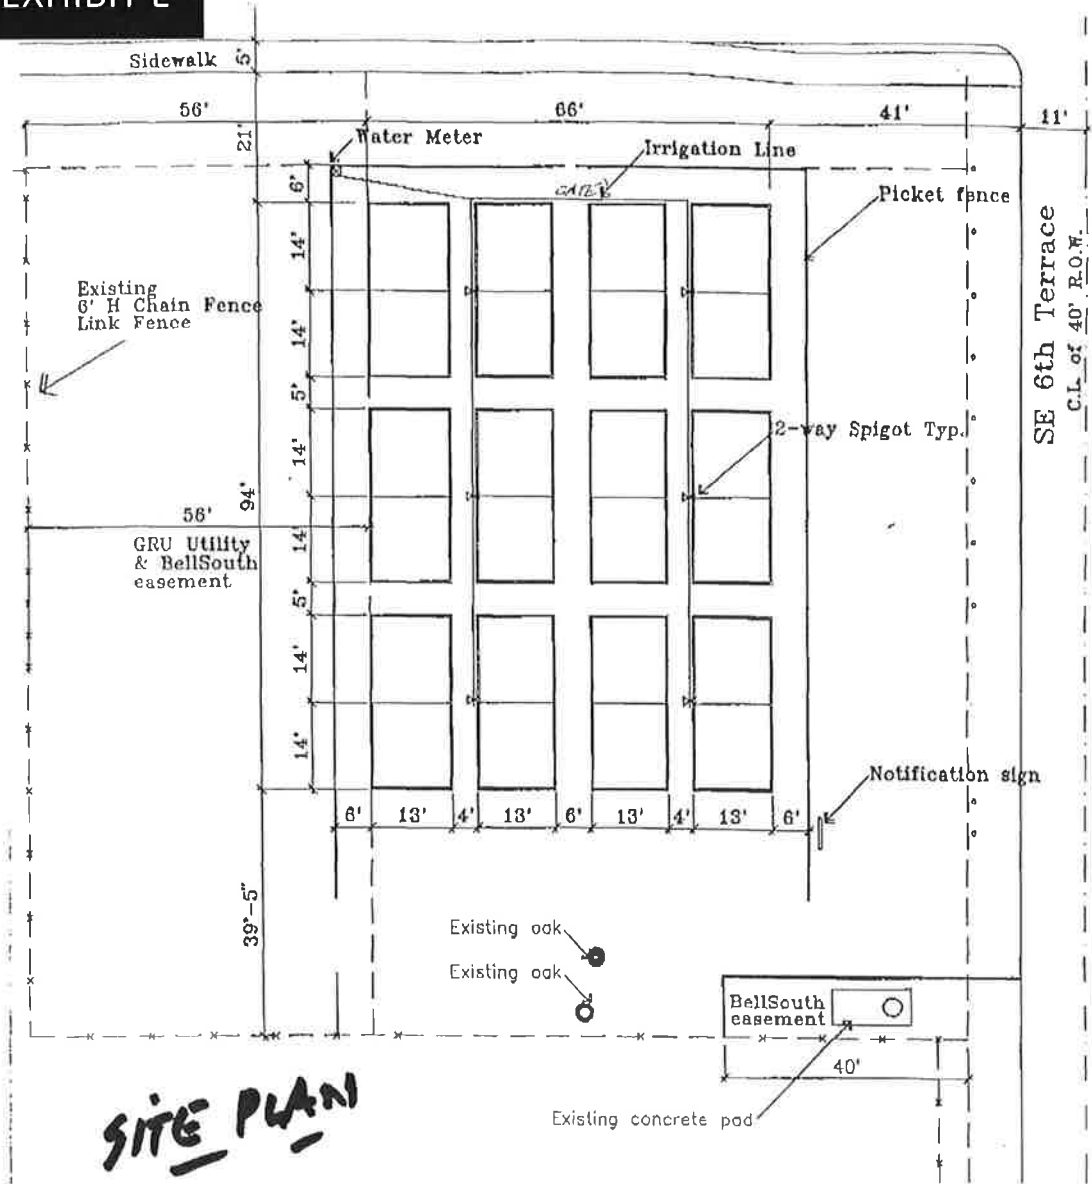 EXHIBIT E
Sidewalk
5'
56'
66'
41'
11'
21'
Water Meter
Irrigation Line
6'
GATE
Picket fence
14'
Existing
6' H Chain Fence
Link Fence
14'
SE 6th Terrace
C.L. of 40' R.O.W.
5'
14'
2-way Spigot Typ.
94'
56'
GRU Utility
& BellSouth
easement
14'
5'
14'
14'
Notification sign
6'
13'
4'
13'
6'
13'
4'
13'
6'
39'-5"
Existing oak
Existing oak
BellSouth
easement
40'
Existing concrete pad
SITE PLAN